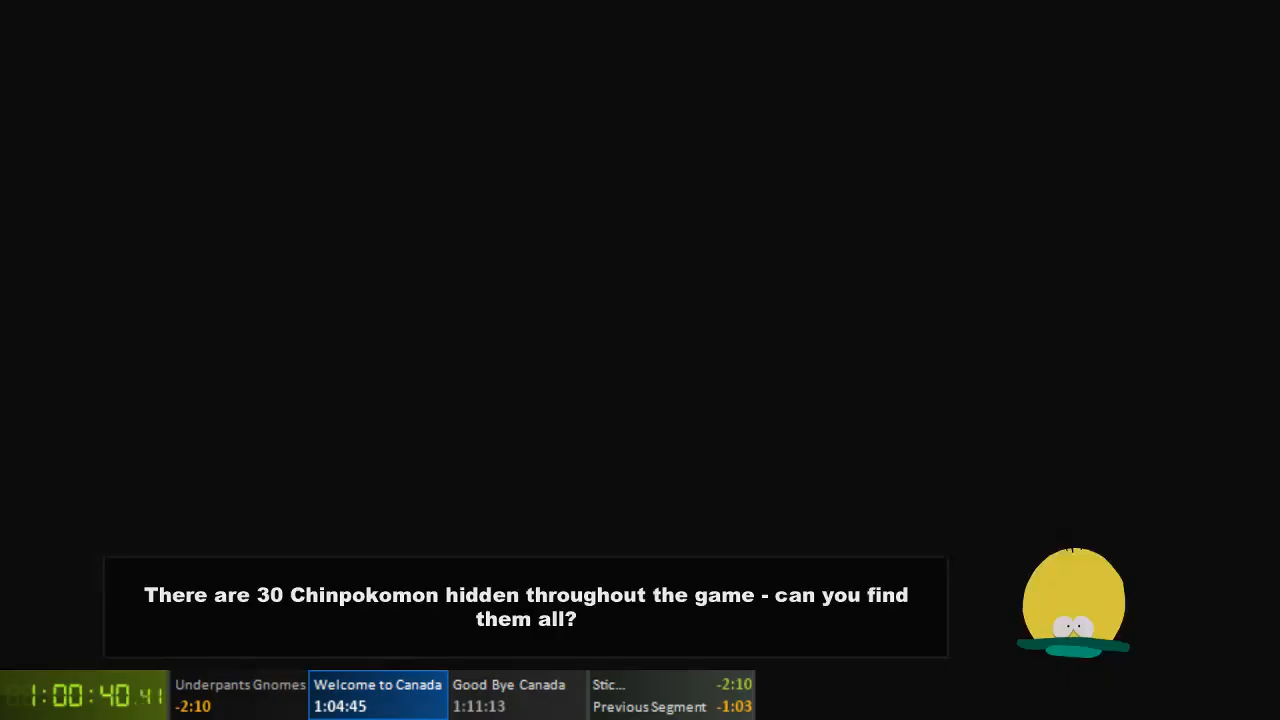 There are 30 Chinpokomon hidden throughout the game - can you find
them all?
1:00:40.41
Underpants Gnomes
-2:10
Welcome to Canada
1:04:45
Good Bye Canada
1:11:13
Stic... -2:10
Previous Segment -1:03